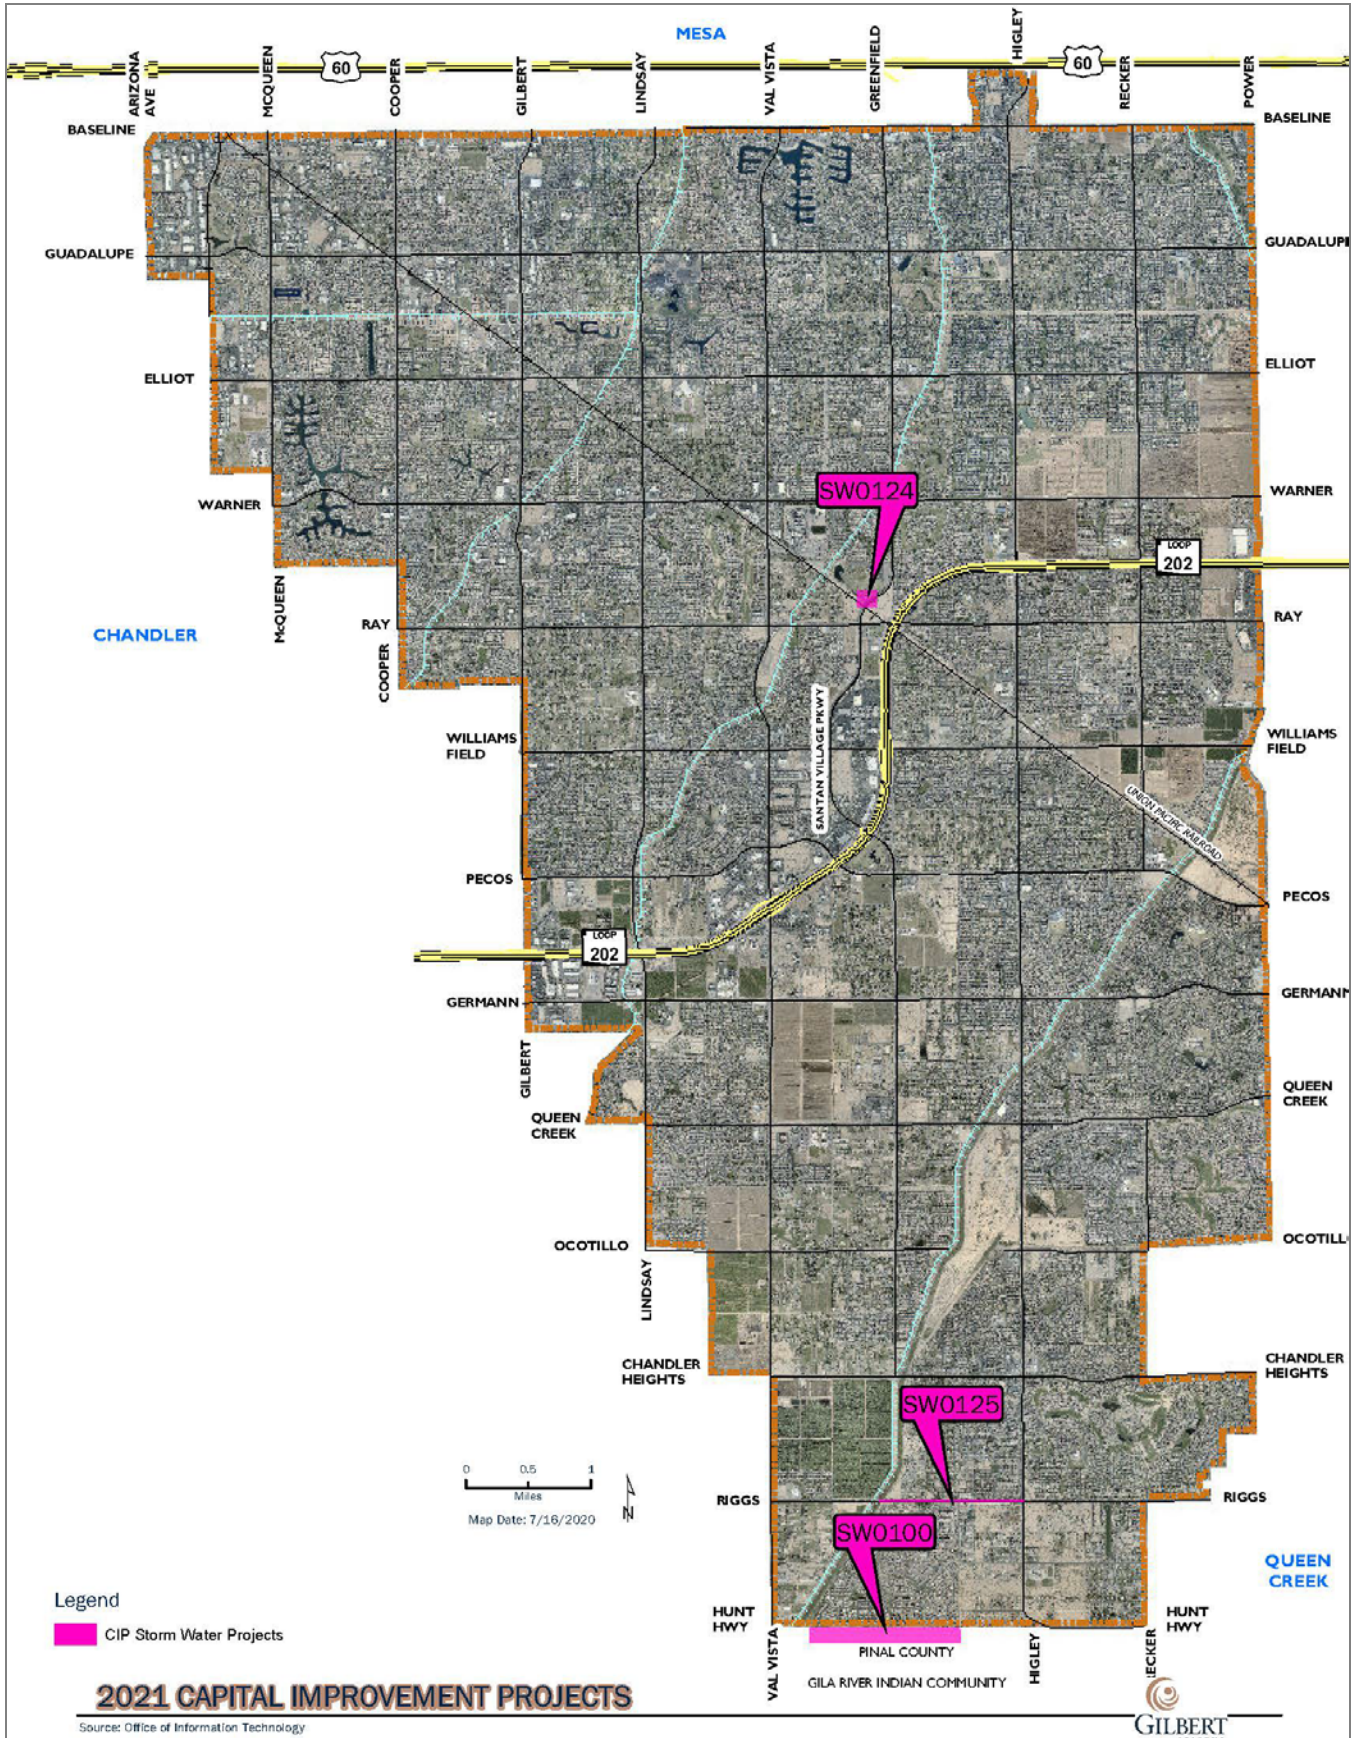 MESA
ARIZONA
AVE
MCQUEEN
60
COOPER
GILBERT
LINDSAY
VAL VISTA
GREENFIELD
HIGLEY
60
RECKER
POWER
BASELINE
BASELINE
GUADALUPE
GUADALUPE
ELLIOT
ELLIOT
SW0124
WARNER
WARNER
LOOP
202
McQUEEN
CHANDLER
RAY
RAY
COOPER
SANTAN VILLAGE PKWY
WILLIAMS
FIELD
WILLIAMS
FIELD
UNION PACIFIC RAILROAD
PECOS
PECOS
LOOP
202
GERMANN
GERMANN
GILBERT
QUEEN
CREEK
QUEEN
CREEK
OCOTILLO
OCOTILL
LINDSAY
CHANDLER
HEIGHTS
CHANDLER
HEIGHTS
SW0125
0 0.5 1
Miles
N
Map Date: 7/16/2020
RIGGS
RIGGS
SW0100
QUEEN
CREEK
Legend
CIP Storm Water Projects
HUNT
HWY
HUNT
HWY
VAL VISTA
PINAL COUNTY
GILA RIVER INDIAN COMMUNITY
HIGLEY
RECKER
2021 CAPITAL IMPROVEMENT PROJECTS
Source: Office of Information Technology
GILBERT